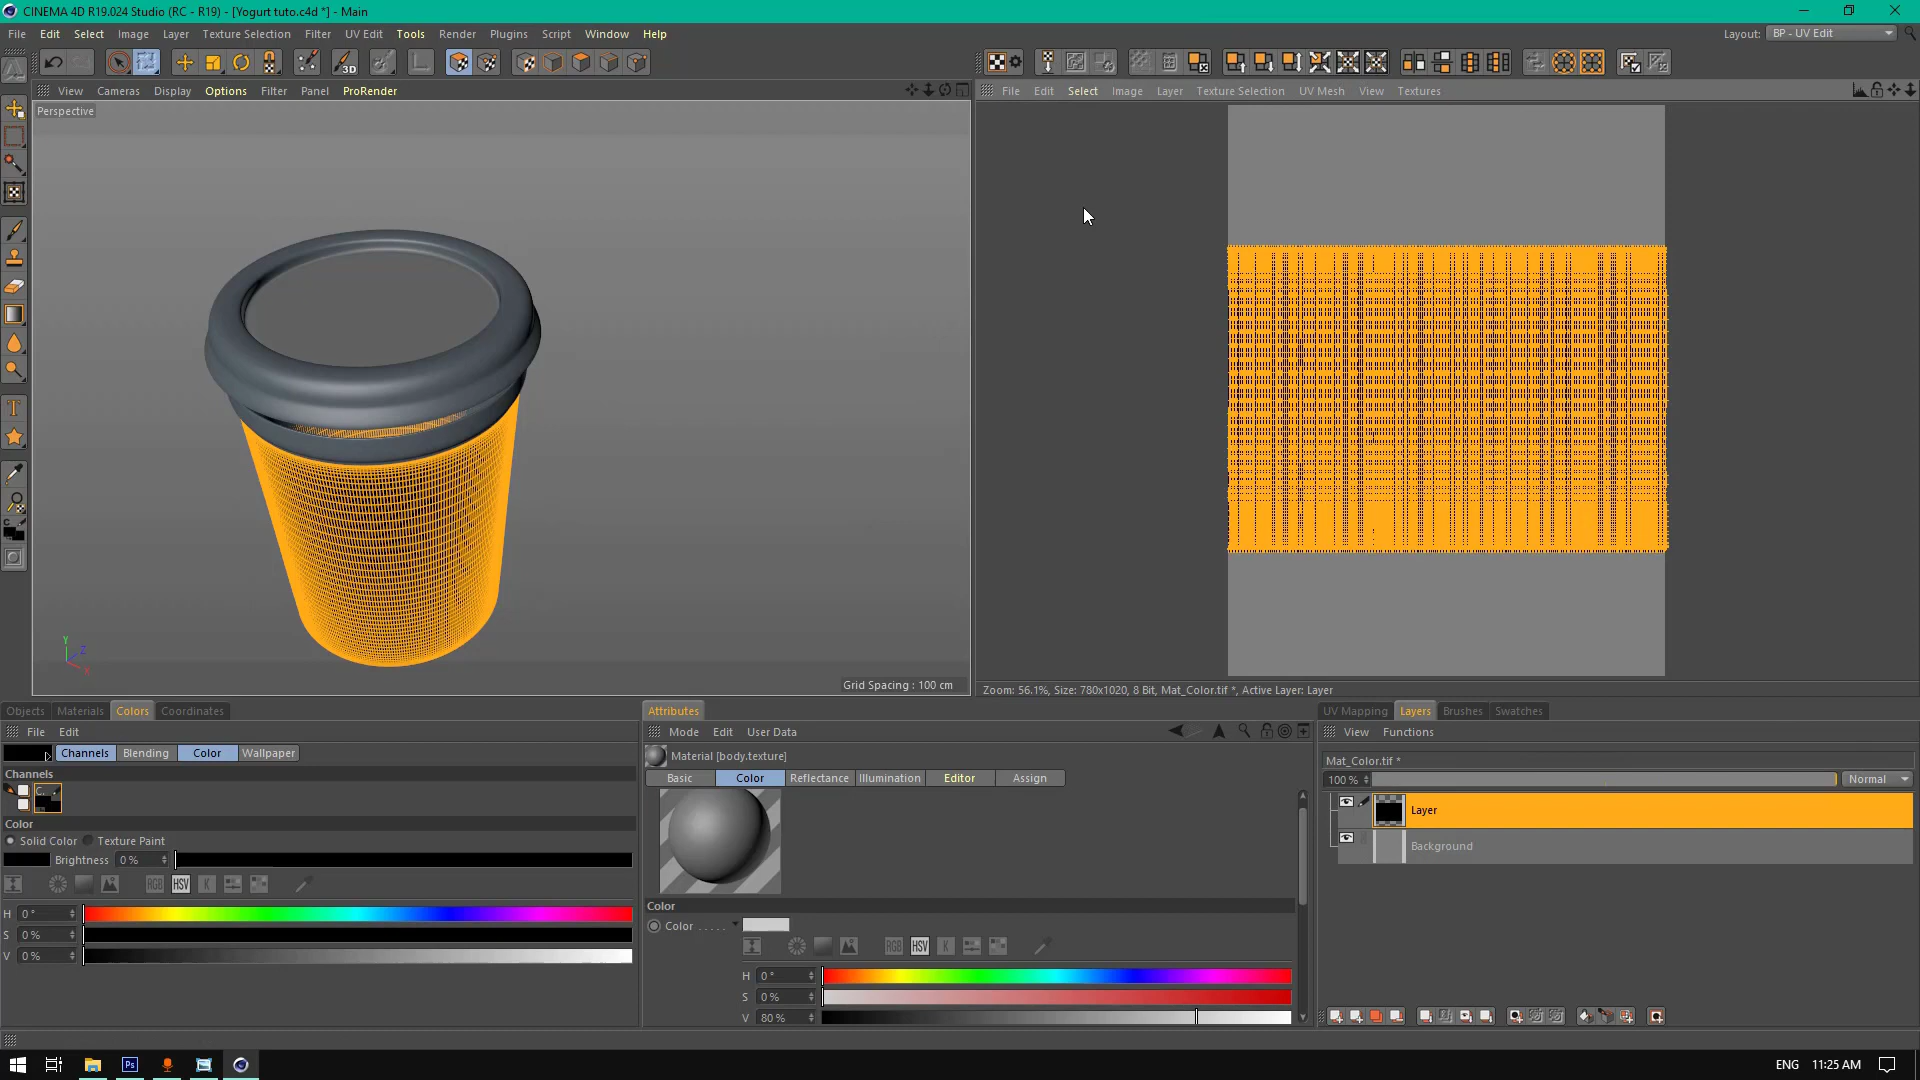 CINEMA 4D R19.024 Studio (RC - R19) - [Yogurt tuto.c4d *] - Main
File Edit Select Image Layer Texture Selection Filter UV Edit Tools Render Plugins Script Window Help
Layout: BP - UV Edit
3D
View Cameras Display Options Filter Panel ProRender
File Edit Select Image Layer Texture Selection UV Mesh View Textures
Perspective
Y
Z
X
Grid Spacing : 100 cm
Zoom: 56.1%, Size: 780x1020, 8 Bit, Mat_Color.tif *, Active Layer: Layer
Objects Materials Colors Coordinates
Attributes
UV Mapping Layers Brushes Swatches
File Edit
Mode Edit User Data
View Functions
Channels Blending Color Wallpaper
Material [body.texture]
Mat_Color.tif *
Channels
Basic Color Reflectance Illumination Editor Assign
100 % Normal
C.
Layer
Color
Solid Color Texture Paint
Background
Brightness 0 %
RGB HSV K
H 0 °
S 0 %
V 0 %
Color
Color . . . . .
RGB HSV K
H 0 °
S 0 %
V 80 %
Ps
ENG 11:25 AM